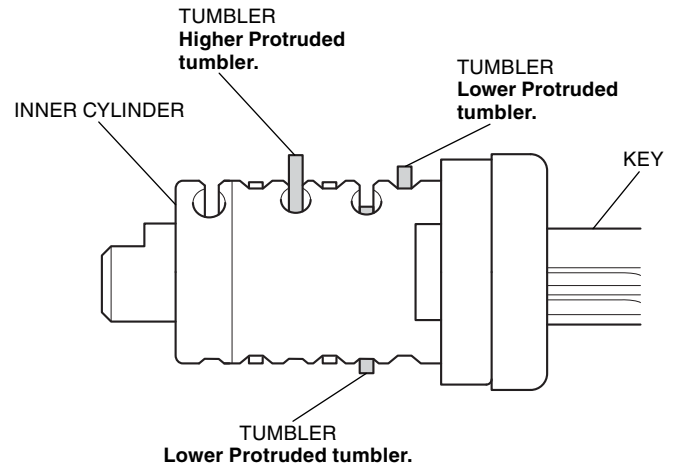 TUMBLER
Higher Protruded
tumbler.
TUMBLER
Lower Protruded
tumbler.
INNER CYLINDER
KEY
TUMBLER
Lower Protruded tumbler.